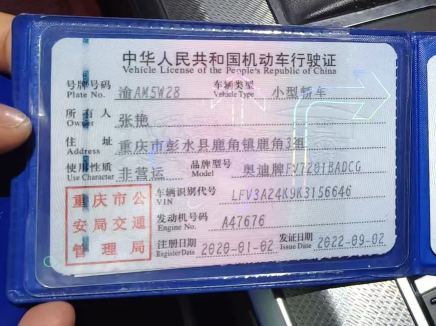 中华人民共和国机动车行驶证
Vehicle License of the People's Republic of China
号牌号码 渝AM5W28 车辆类型 小型轿车
Plate No. Vehicle Type
所有人 张艳
Owner
住址 重庆市彭水县鹿角镇鹿角3组
Address
使用性质 非营运 品牌型号 奥迪牌FV7201BADCG
Use Character Model
重庆市公安局交通管理局
车辆识别代号 LFV3A24K9K3156646
VIN
发动机号码 A47676
Engine No.
注册日期 2020-01-02 发证日期 2022-09-02
Register Date Issue Date